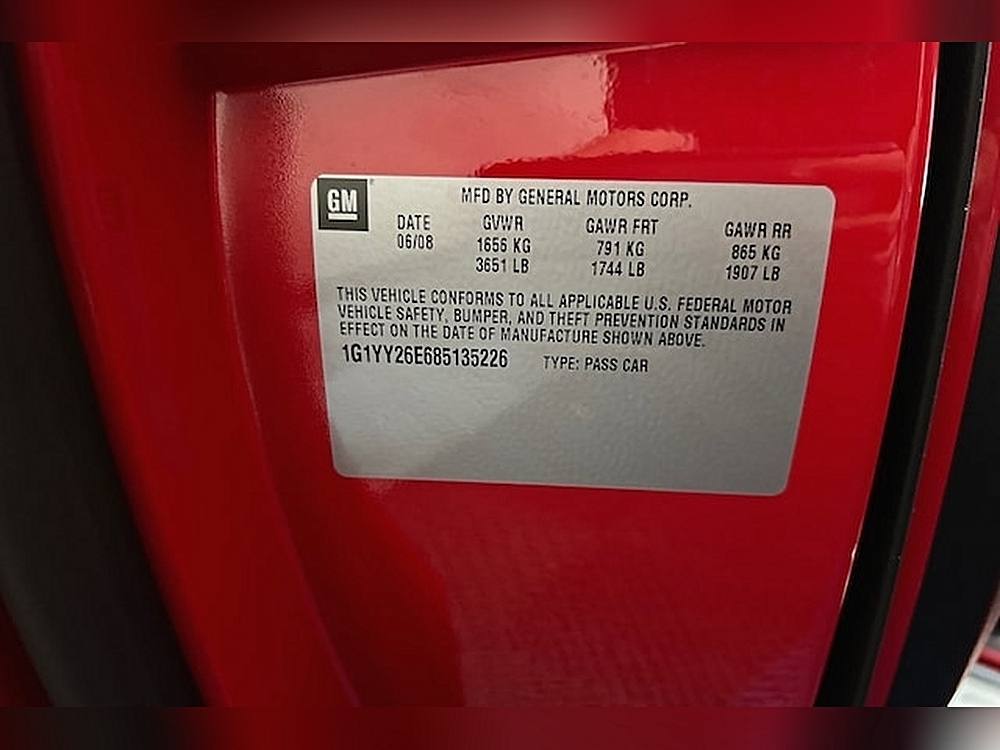 GM
MFD BY GENERAL MOTORS CORP.
DATE GVWR GAWR FRT GAWR RR
06/08 1656 KG 791 KG 865 KG
3651 LB 1744 LB 1907 LB
THIS VEHICLE CONFORMS TO ALL APPLICABLE U.S. FEDERAL MOTOR
VEHICLE SAFETY, BUMPER, AND THEFT PREVENTION STANDARDS IN
EFFECT ON THE DATE OF MANUFACTURE SHOWN ABOVE.
1G1YY26E685135226 TYPE: PASS CAR